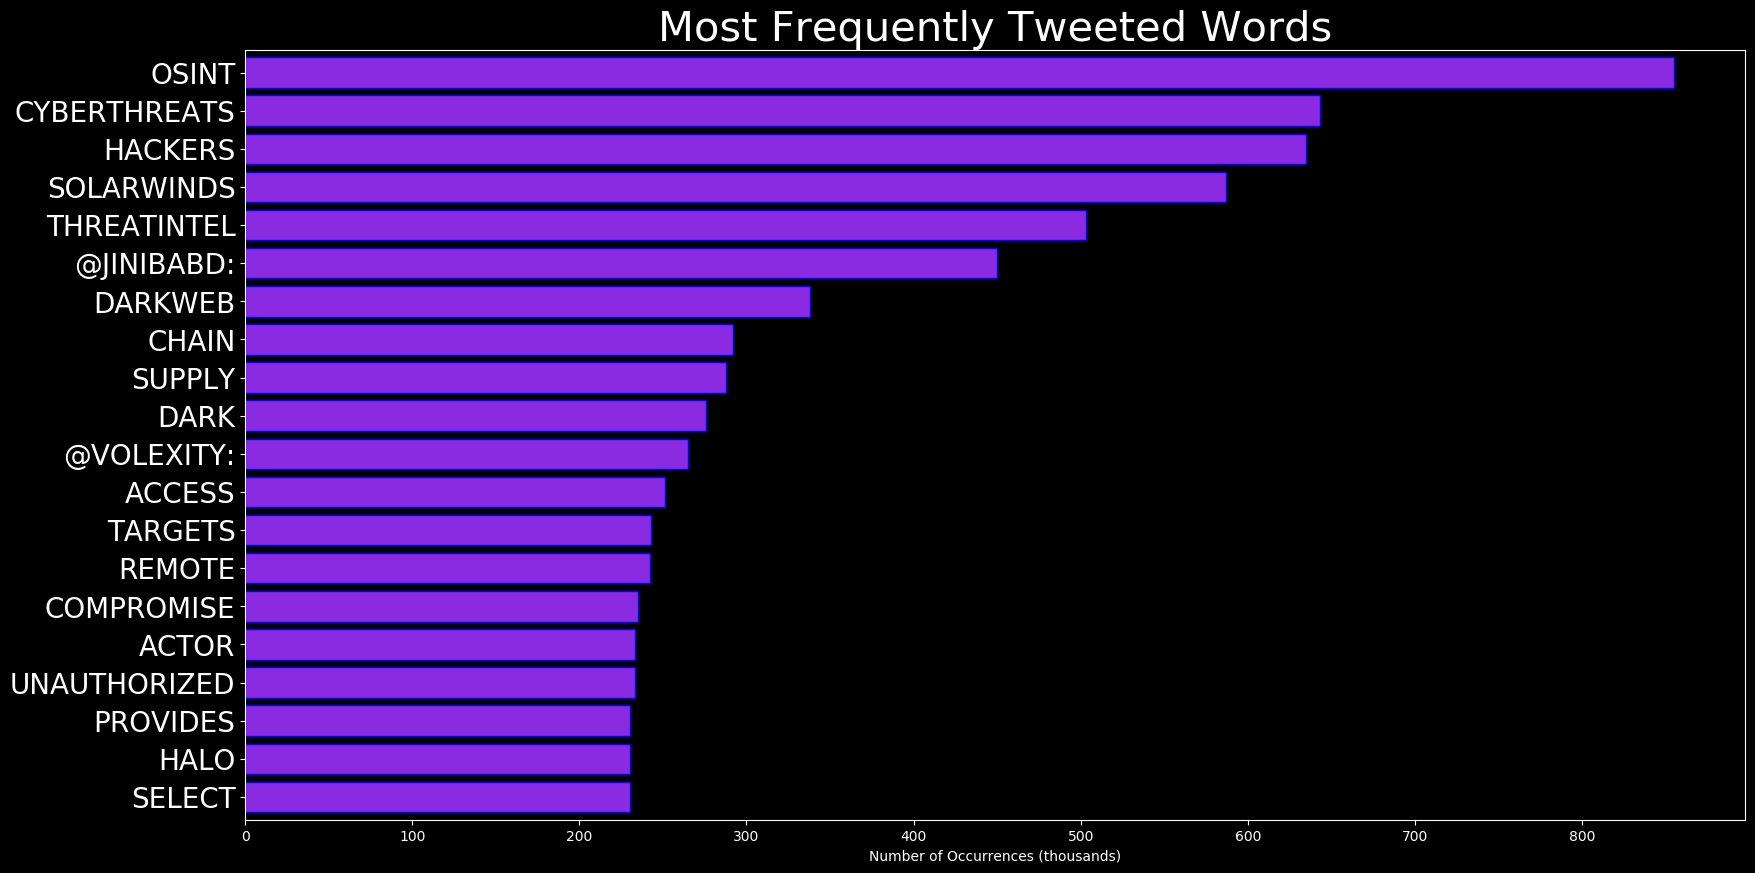 Most Frequently Tweeted Words
OSINT
CYBERTHREATS
HACKERS
SOLARWINDS
THREATINTEL
@JINIBABD:
DARKWEB
CHAIN
SUPPLY
DARK
@VOLEXITY:
ACCESS
TARGETS
REMOTE
COMPROMISE
ACTOR
UNAUTHORIZED
PROVIDES
HALO
SELECT
0 100 200 300 400 500 600 700 800
Number of Occurrences (thousands)